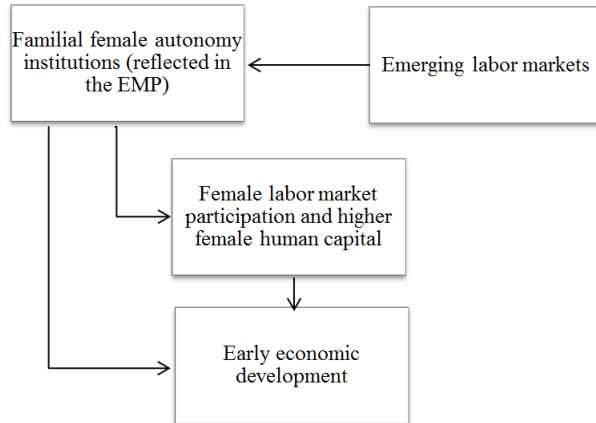 Familial female autonomy
institutions (reflected in
the EMP)
Emerging labor markets
Female labor market
participation and higher
female human capital
Early economic
development